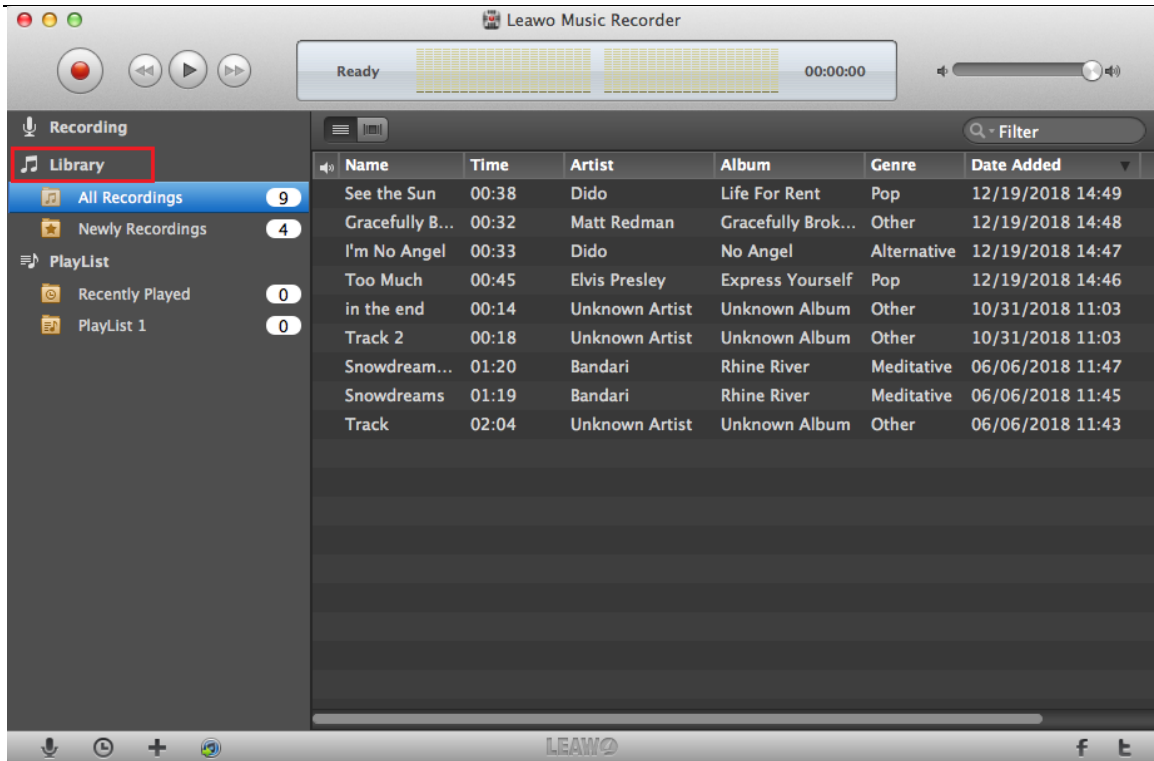 Leawo Music Recorder
Ready 00:00:00
Recording
Filter
Library
Name Time Artist Album Genre Date Added
All Recordings 9
See the Sun 00:38 Dido Life For Rent Pop 12/19/2018 14:49
Newly Recordings 4
Gracefully B... 00:32 Matt Redman Gracefully Brok... Other 12/19/2018 14:48
PlayList
I'm No Angel 00:33 Dido No Angel Alternative 12/19/2018 14:47
Recently Played 0
Too Much 00:45 Elvis Presley Express Yourself Pop 12/19/2018 14:46
PlayList 1 0
in the end 00:14 Unknown Artist Unknown Album Other 10/31/2018 11:03
Track 2 00:18 Unknown Artist Unknown Album Other 10/31/2018 11:03
Snowdream... 01:20 Bandari Rhine River Meditative 06/06/2018 11:47
Snowdreams 01:19 Bandari Rhine River Meditative 06/06/2018 11:45
Track 02:04 Unknown Artist Unknown Album Other 06/06/2018 11:43
LEAWO